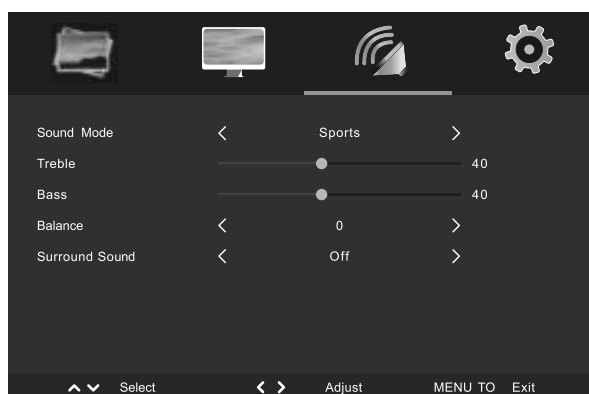 Sound Mode Sports
Treble 40
Bass 40
Balance 0
Surround Sound Off
Select Adjust MENU TO Exit